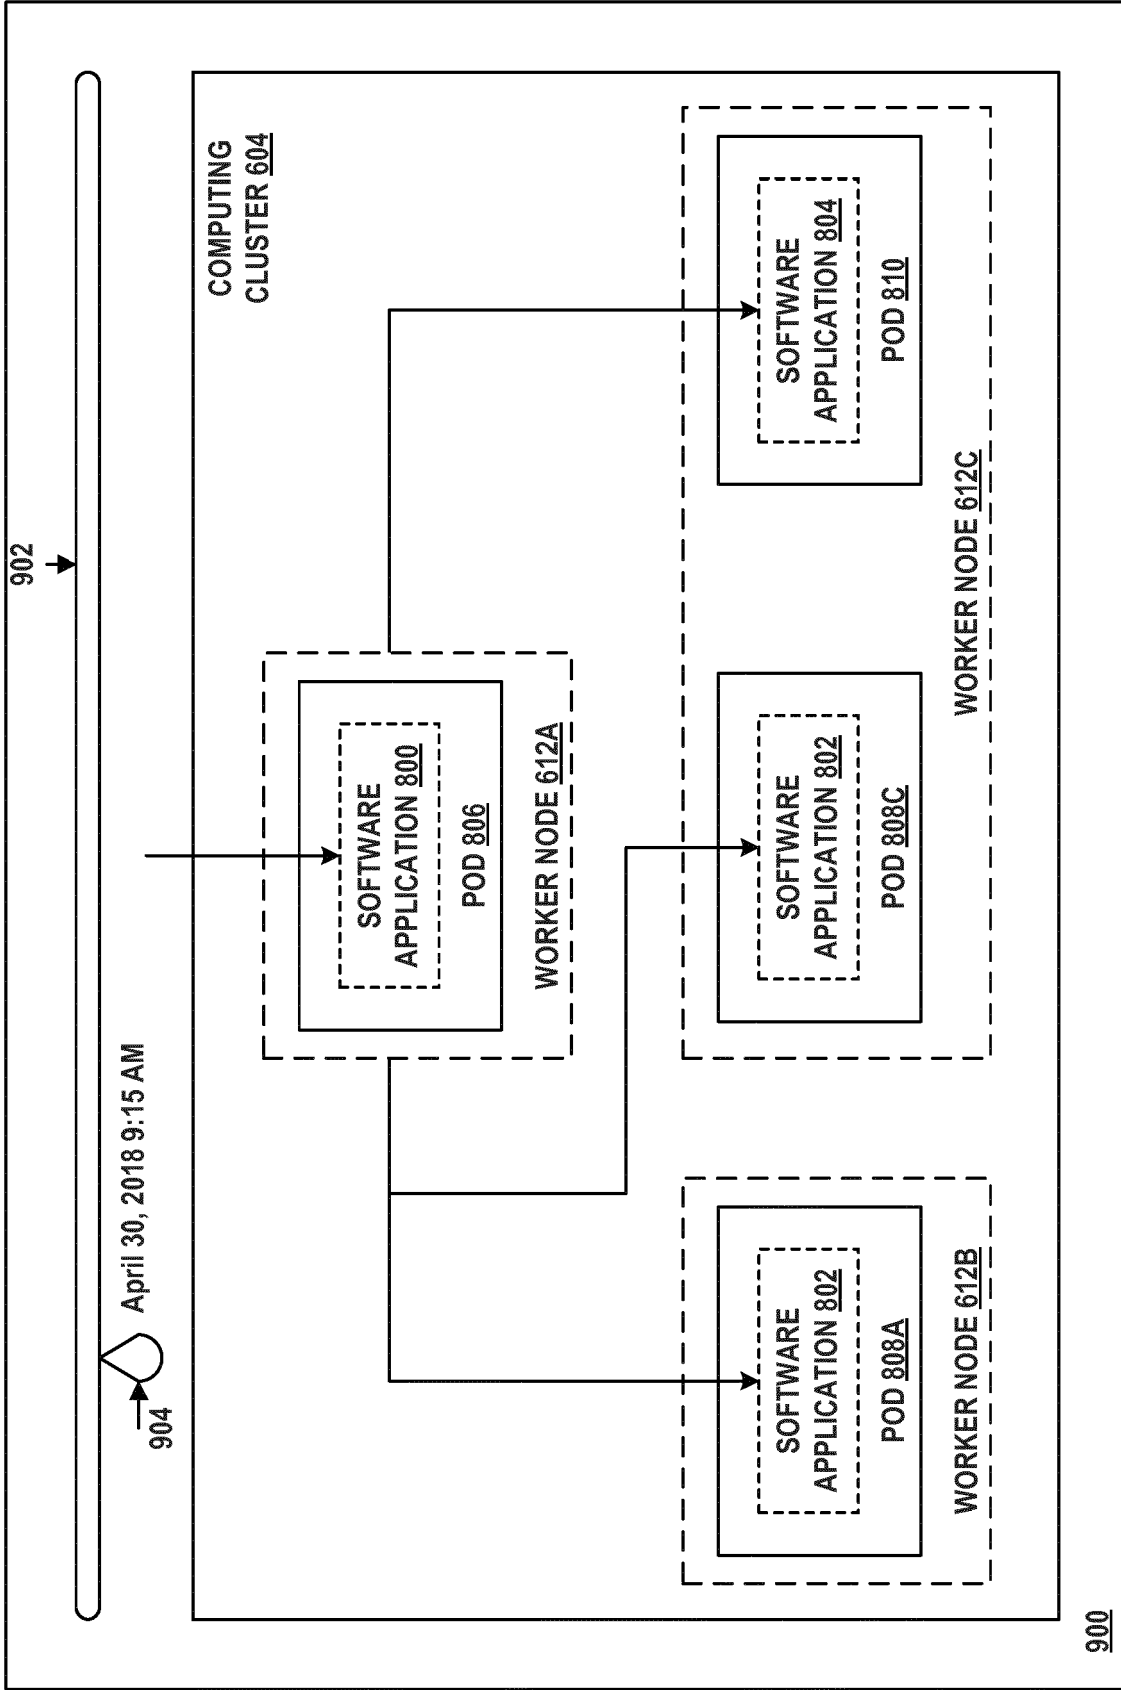 902
904
April 30, 2018 9:15 AM
COMPUTING
CLUSTER 604
SOFTWARE
APPLICATION 800
POD 806
WORKER NODE 612A
SOFTWARE
APPLICATION 802
POD 808A
WORKER NODE 612B
SOFTWARE
APPLICATION 802
POD 808C
SOFTWARE
APPLICATION 804
POD 810
WORKER NODE 612C
900